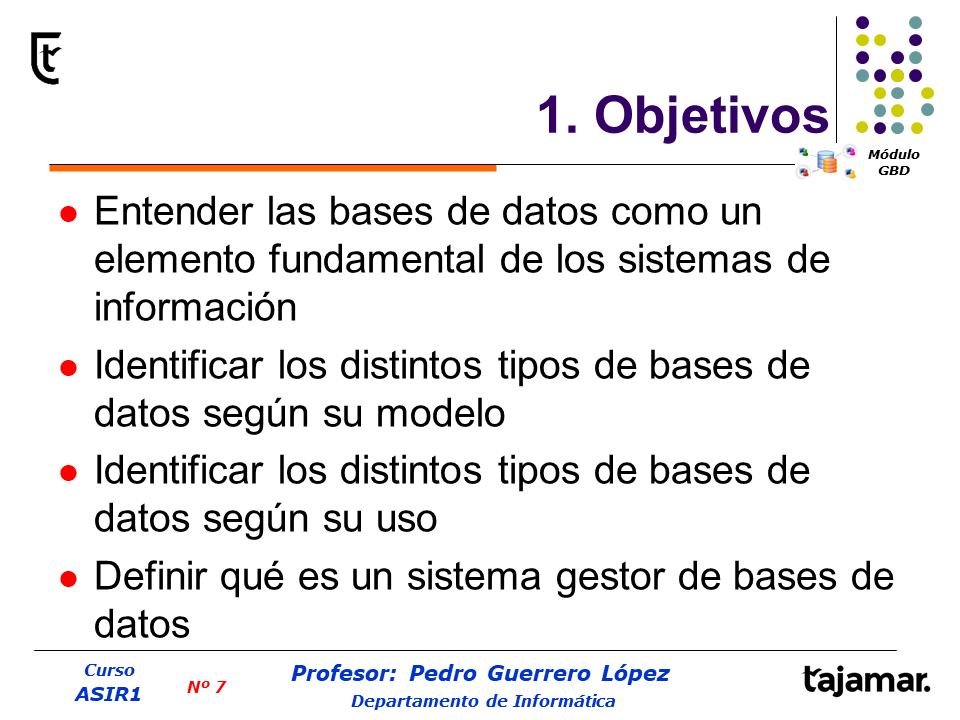 1. Objetivos
Módulo
GBD
Entender las bases de datos como un
elemento fundamental de los sistemas de
información
Identificar los distintos tipos de bases de
datos según su modelo
Identificar los distintos tipos de bases de
datos según su uso
Definir qué es un sistema gestor de bases de
datos
Curso
ASIR1
Nº 7
Profesor: Pedro Guerrero López
Departamento de Informática
tajamar.